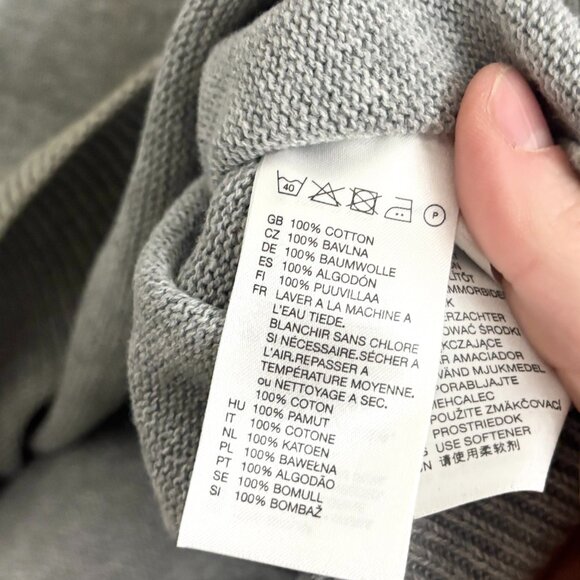 40
P
GB 100% COTTON
CZ 100% BAVLNA
DE 100% BAUMWOLLE
ES 100% ALGODÓN
FI 100% PUUVILLAA
FR LAVER A LA MACHINE A
L'EAU TIEDE.
BLANCHIR SANS CHLORE
SI NÉCESSAIRE.SÉCHER A
L'AIR.REPASSER A
TEMPÉRATURE MOYENNE.
ou NETTOYAGE A SEC.
100% COTON
HU 100% PAMUT
IT 100% COTONE
NL 100% KATOEN
PL 100% BAWEŁNA
PT 100% ALGODÃO
SE 100% BOMULL
SI 100% BOMBAŽ
MMORBIDE
RZACHTER
OWAĆ ŚRODKI
KCZAJĄCE
R AMACIADOR
VÄND MJUKMEDEL
PORABLJAJTE
MEHCALEC
POUŽITE ZMÄKČOVACÍ
PROSTRIEDOK
USE SOFTENER
请使用柔软剂